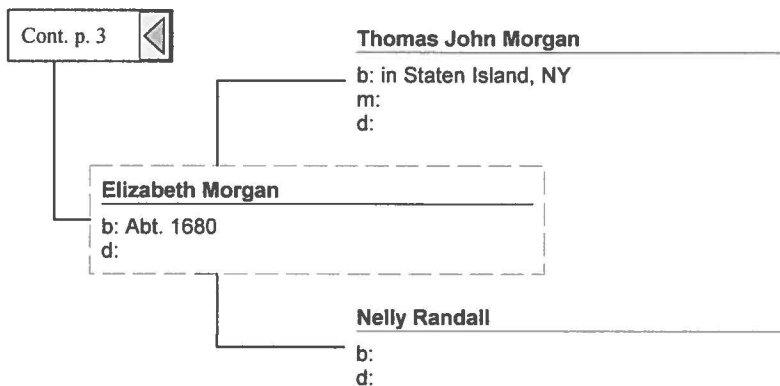 Cont. p. 3
Thomas John Morgan
b: in Staten Island, NY
m:
d:
Elizabeth Morgan
b: Abt. 1680
d:
Nelly Randall
b:
d: